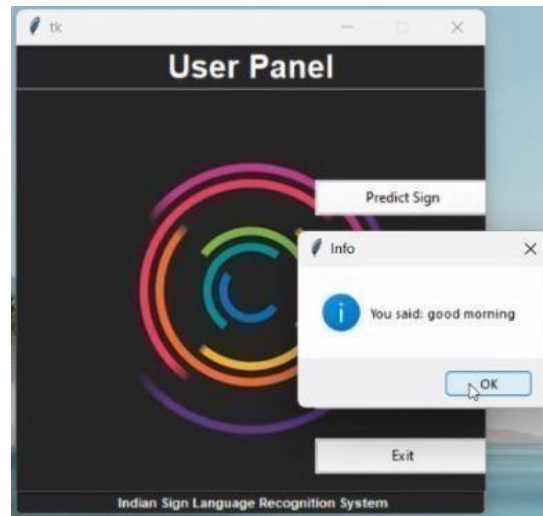 tk
User Panel
Predict Sign
Info
You said: good morning
OK
Exit
Indian Sign Language Recognition System